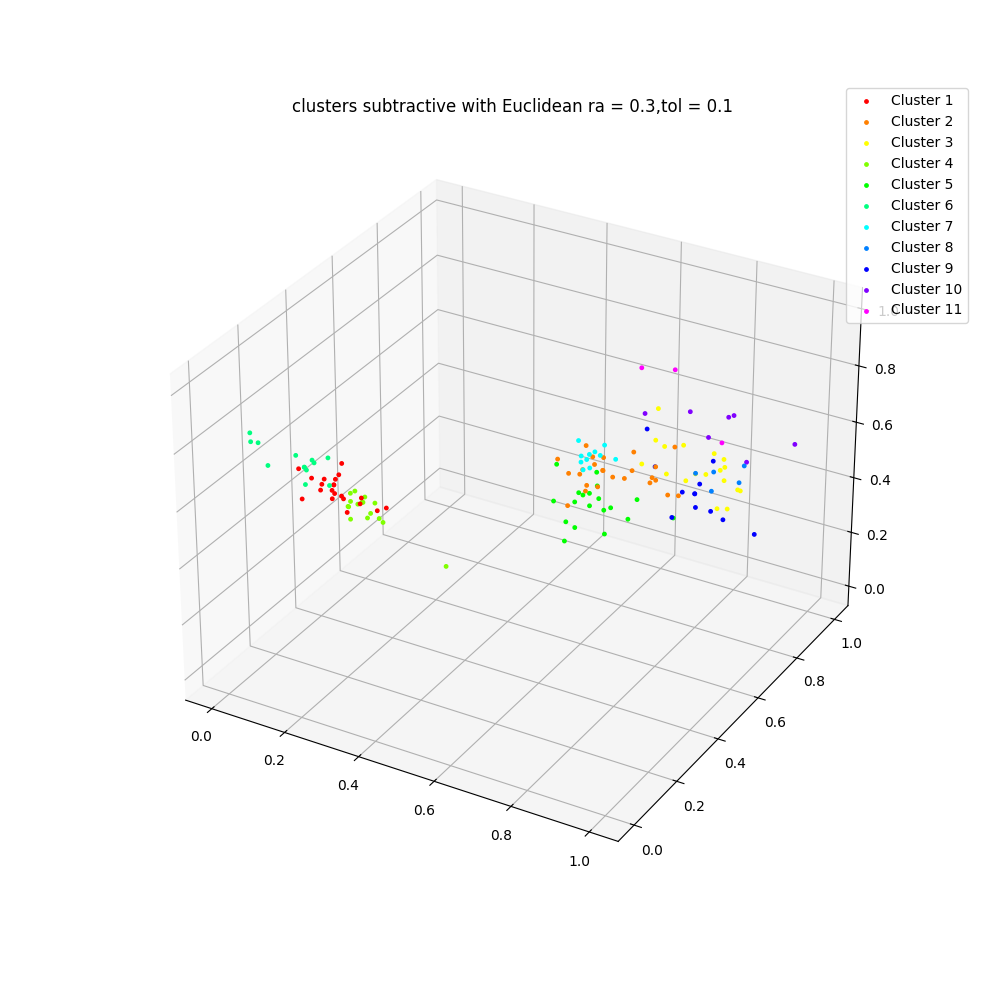 clusters subtractive with Euclidean ra = 0.3,tol = 0.1
Cluster 1
Cluster 2
Cluster 3
Cluster 4
Cluster 5
Cluster 6
Cluster 7
Cluster 8
Cluster 9
Cluster 10
Cluster 11
1.0
0.8
0.6
0.4
0.2
0.0
1.0
0.8
0.6
0.4
0.2
0.0
0.0
0.2
0.4
0.6
0.8
1.0